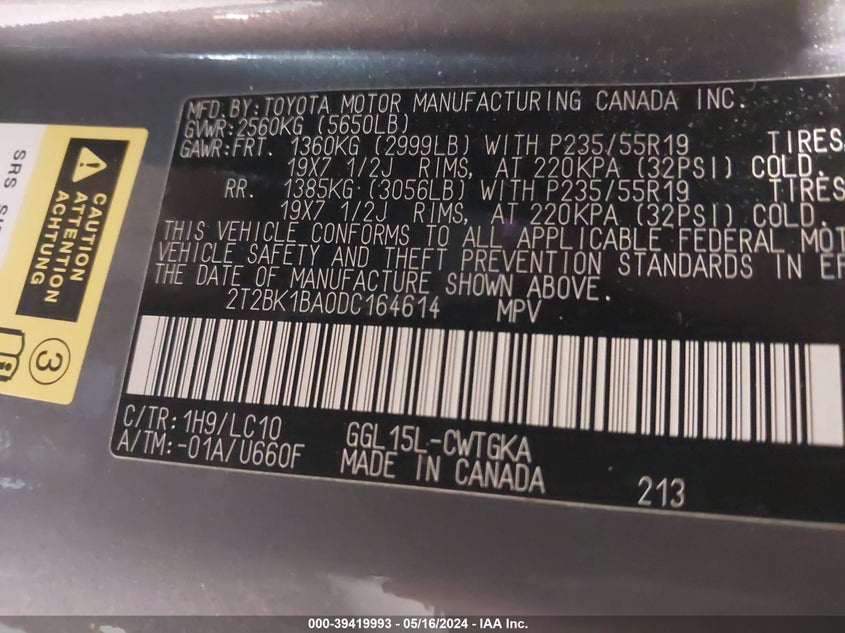 MFD. BY: TOYOTA MOTOR MANUFACTURING CANADA INC.
GVWR: 2560KG (5650LB)
GAWR: FRT. 1360KG (2999LB) WITH P235/55R19 TIRES,
19X7 1/2J RIMS, AT 220KPA (32PSI) COLD.
RR. 1385KG (3056LB) WITH P235/55R19 TIRES
19X7 1/2J RIMS, AT 220KPA (32PSI) COLD.
THIS VEHICLE CONFORMS TO ALL APPLICABLE FEDERAL MOT
VEHICLE SAFETY AND THEFT PREVENTION STANDARDS IN EF
THE DATE OF MANUFACTURE SHOWN ABOVE.
2T2BK1BA0DC164614 MPV
C/TR: 1H9/LC10 GGL15L-CWTGKA
A/TM: -01A/U660F MADE IN CANADA
213
SRS
CAUTION
ATTENTION
ACHTUNG
3
000-39419993 - 05/16/2024 - IAA Inc.